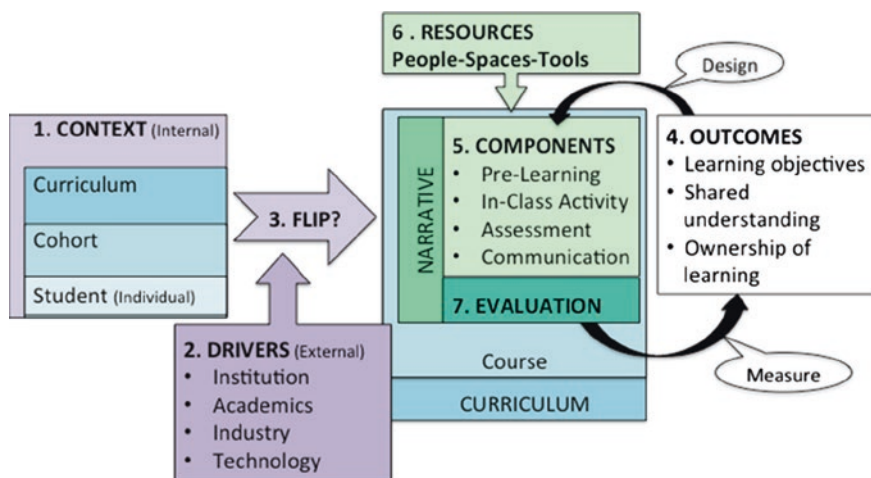 1. CONTEXT (Internal)
Curriculum
Cohort
Student (Individual)
2. DRIVERS (External)
• Institution
• Academics
• Industry
• Technology
3. FLIP?
6 . RESOURCES
People-Spaces-Tools
NARRATIVE
5. COMPONENTS
• Pre-Learning
• In-Class Activity
• Assessment
• Communication
7. EVALUATION
Course
CURRICULUM
Design
4. OUTCOMES
• Learning objectives
• Shared
understanding
• Ownership of
learning
Measure